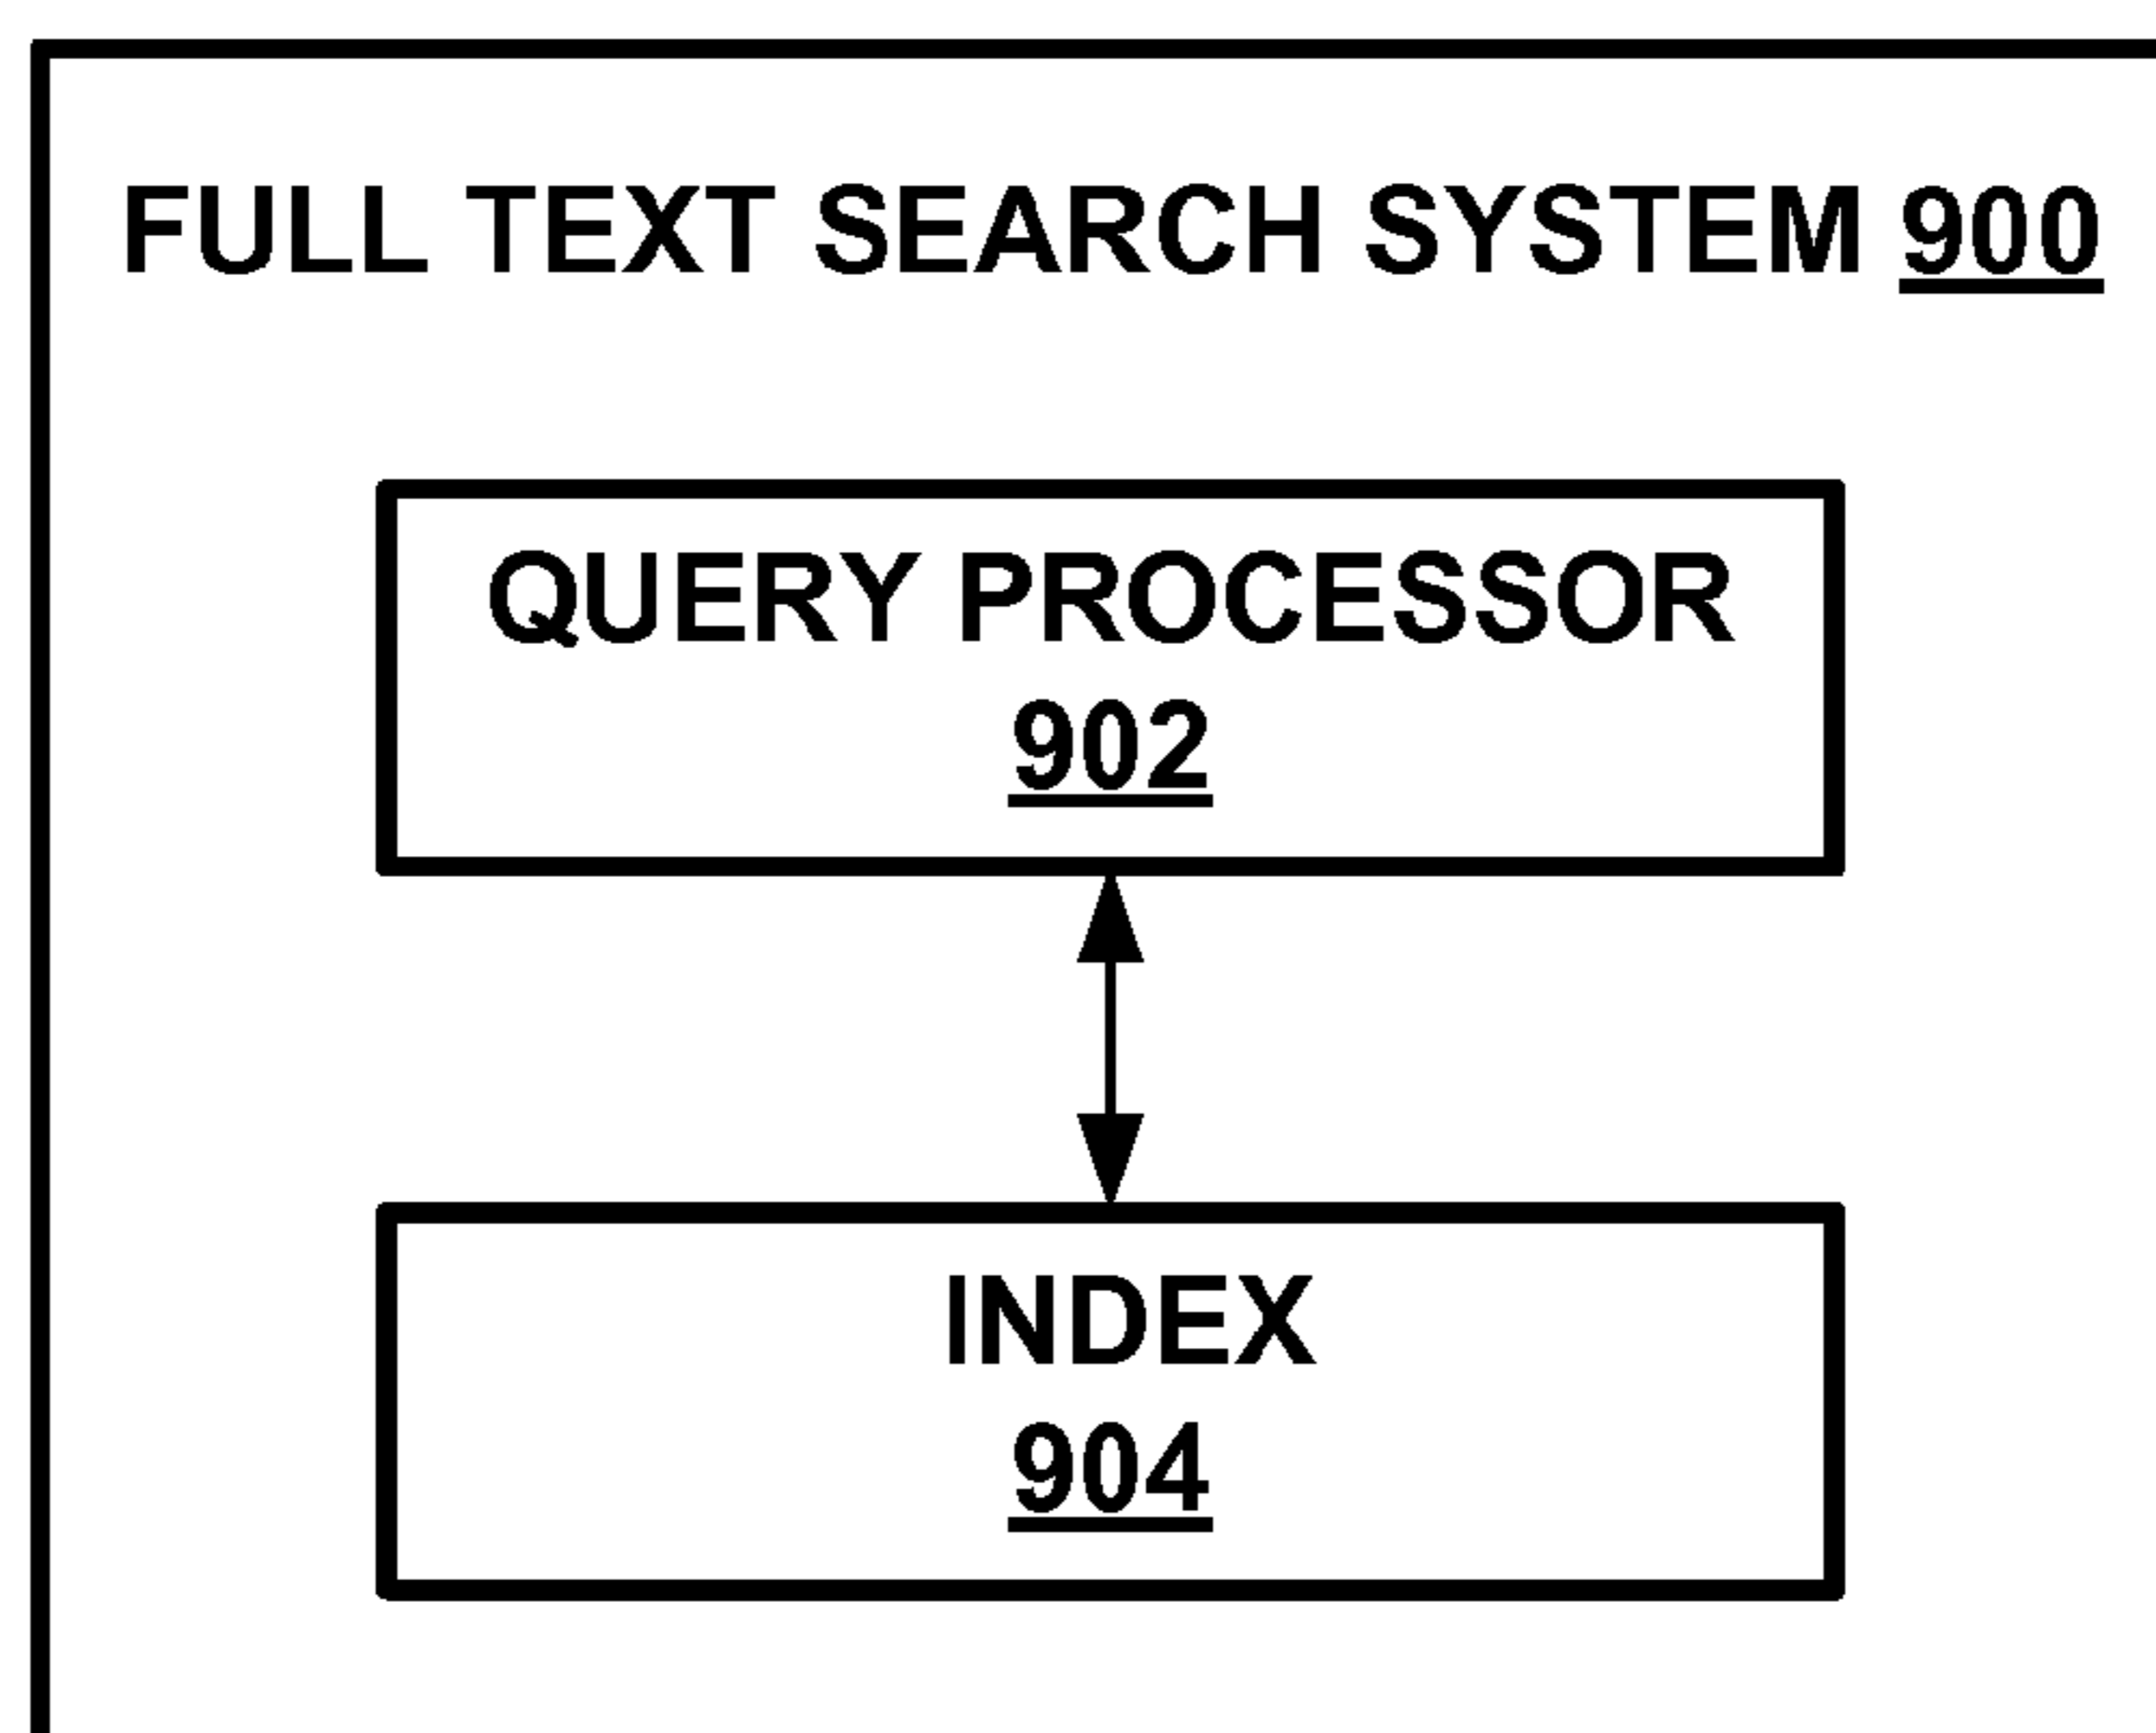 FULL TEXT SEARCH SYSTEM 900
QUERY PROCESSOR
902
INDEX
904